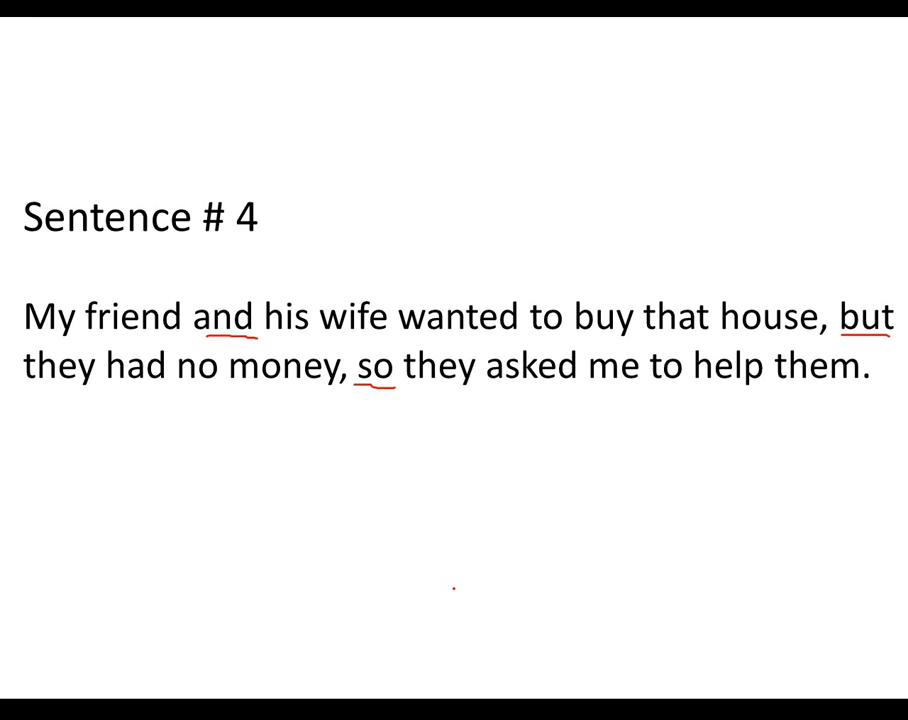 Sentence # 4
My friend and his wife wanted to buy that house, but
they had no money, so they asked me to help them.